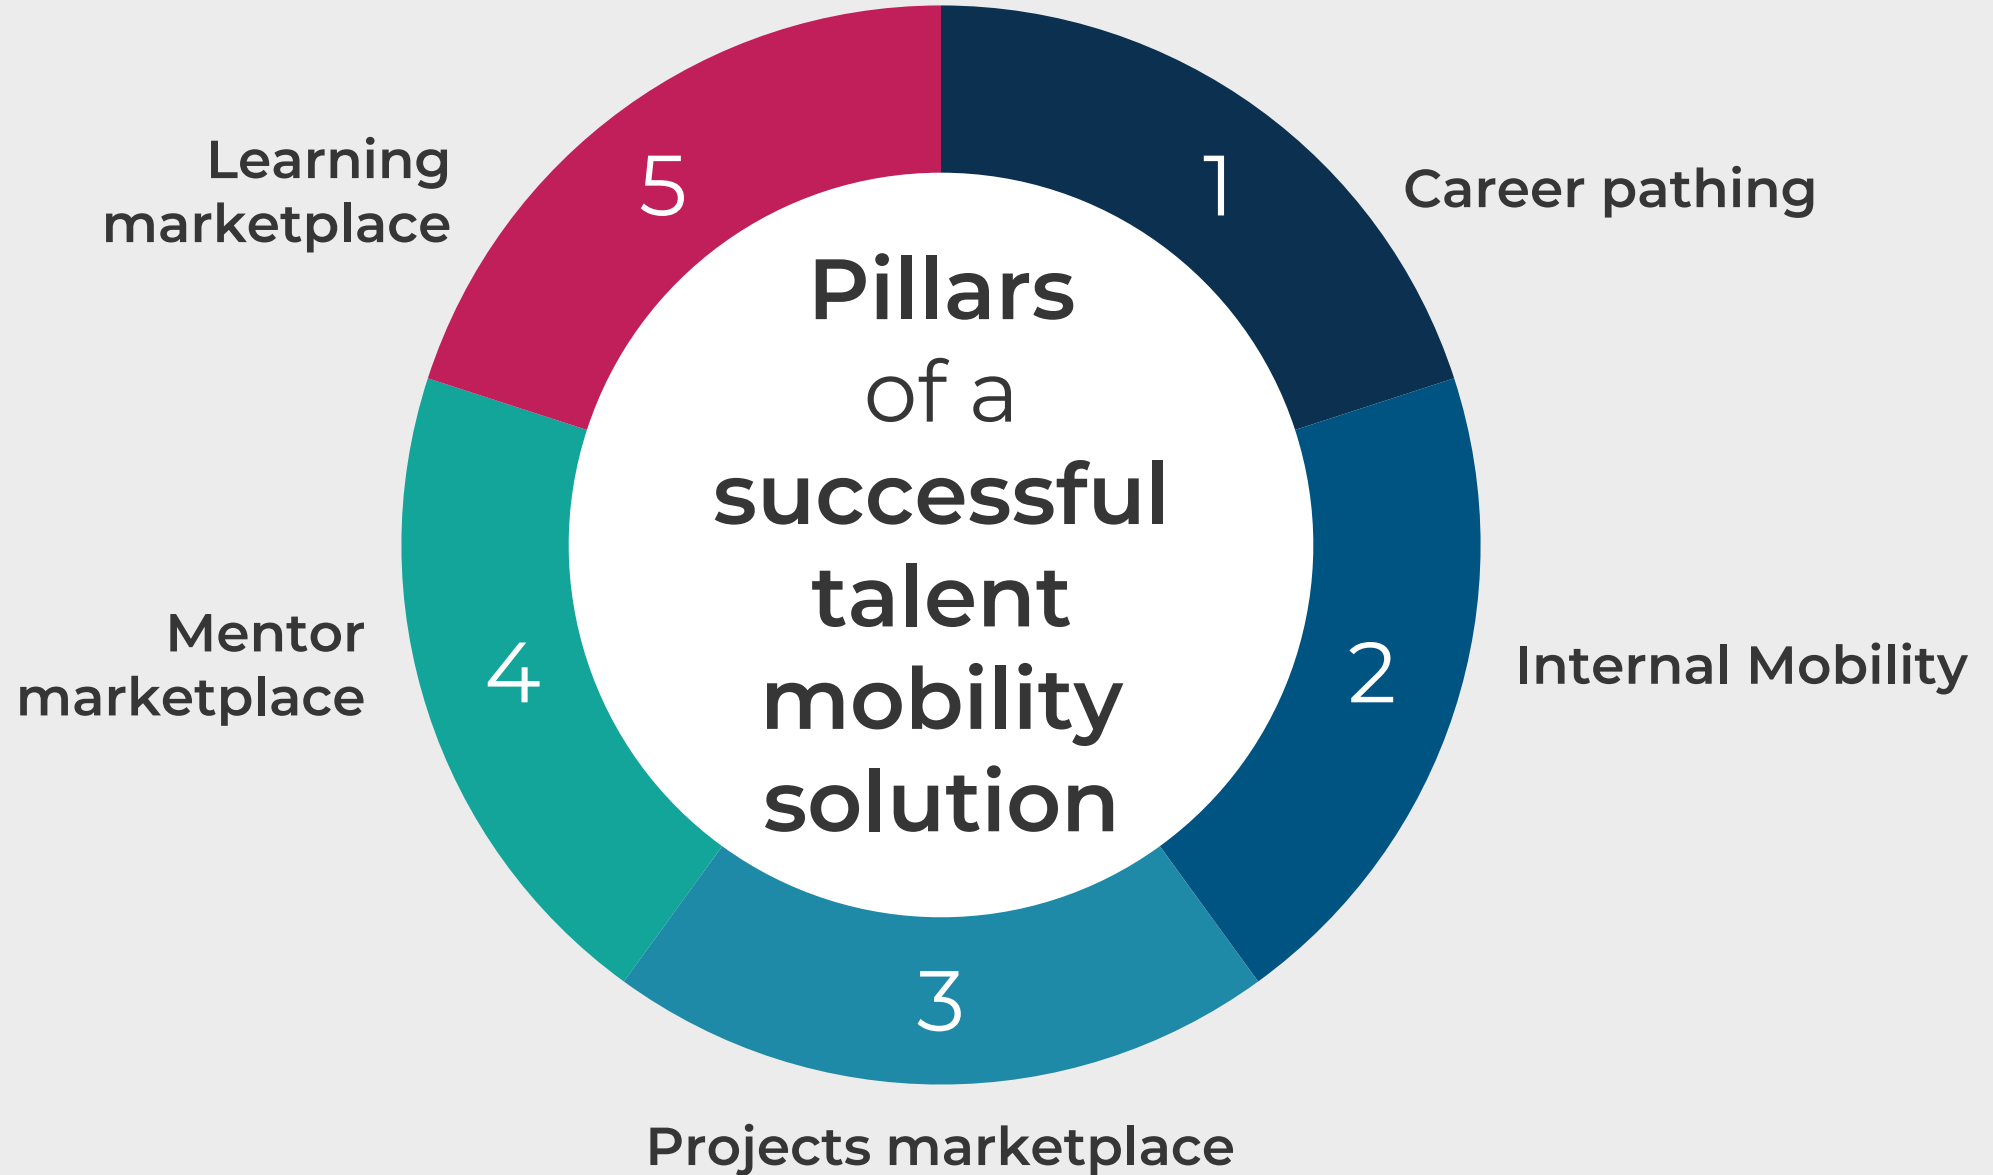 Pillars
of a
successful
talent
mobility
solution
1
Career pathing
2
Internal Mobility
3
Projects marketplace
4
Mentor
marketplace
5
Learning
marketplace